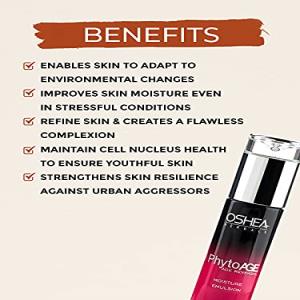 BENEFITS
ENABLES SKIN TO ADAPT TO
ENVIRONMENTAL CHANGES
IMPROVES SKIN MOISTURE EVEN
IN STRESSFUL CONDITIONS
REFINE SKIN & CREATES A FLAWLESS
COMPLEXION
MAINTAIN CELL NUCLEUS HEALTH
TO ENSURE YOUTHFUL SKIN
STRENGTHENS SKIN RESILIENCE
AGAINST URBAN AGGRESSORS
OSHEA
PhytoAGE
MOISTURE
EMULSION